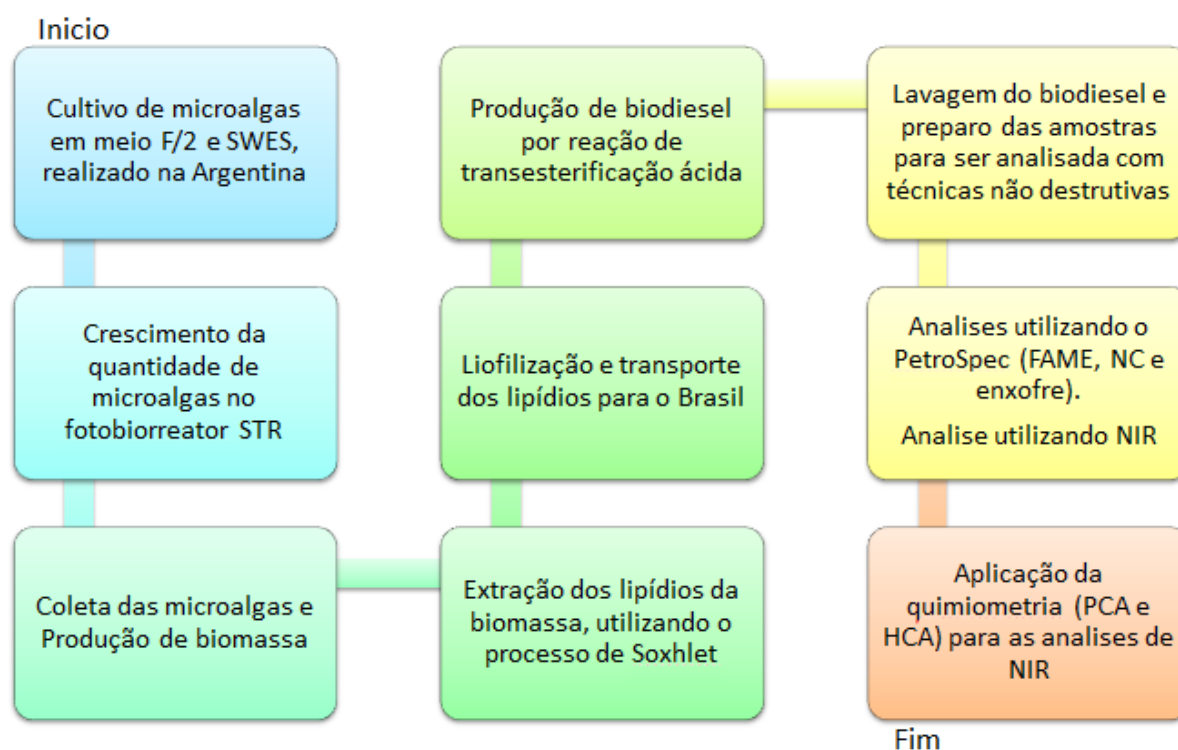 Inicio
Cultivo de microalgas
em meio F/2 e SWES,
realizado na Argentina
Crescimento da
quantidade de
microalgas no
fotobiorreator STR
Coleta das microalgas e
Produção de biomassa
Extração dos lipídios da
biomassa, utilizando o
processo de Soxhlet
Liofilização e transporte
dos lipídios para o Brasil
Produção de biodiesel
por reação de
transesterificação ácida
Lavagem do biodiesel e
preparo das amostras
para ser analisada com
técnicas não destrutivas
Analises utilizando o
PetroSpec (FAME, NC e
enxofre).
Analise utilizando NIR
Aplicação da
quimiometria (PCA e
HCA) para as analises de
NIR
Fim